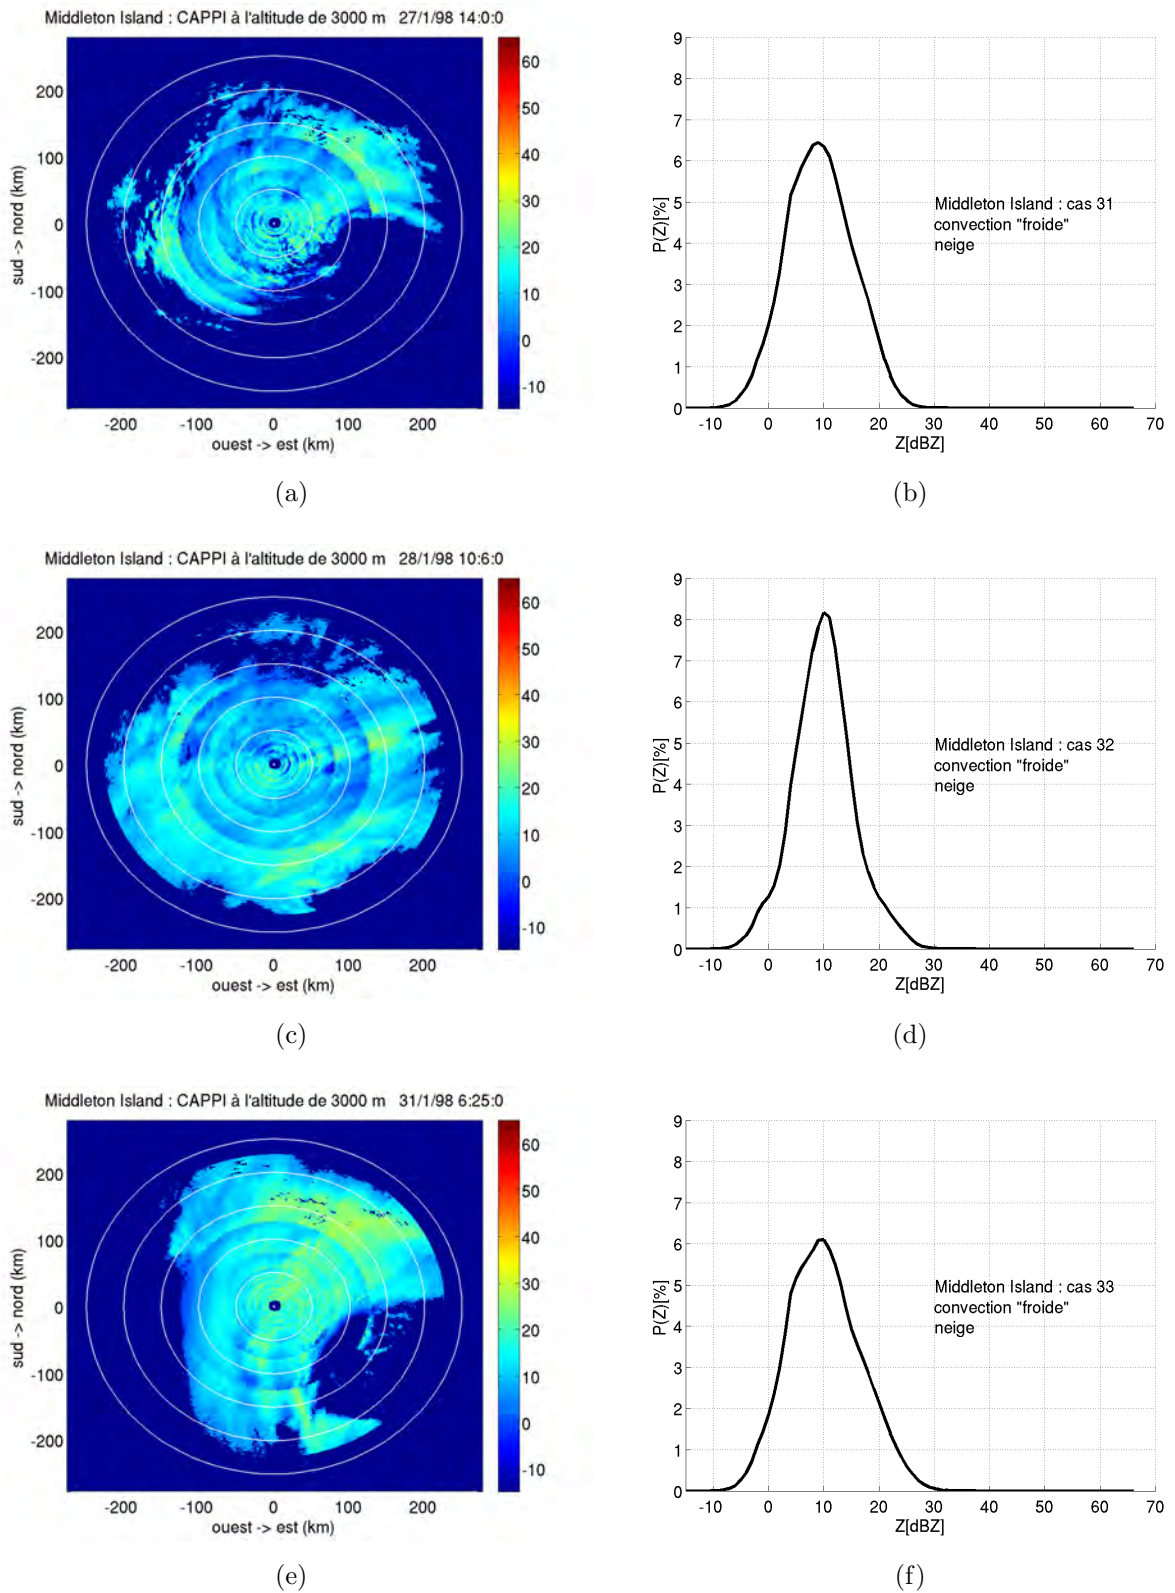 Middleton Island : CAPPI à l'altitude de 3000 m 27/1/98 14:0:0
200
100
0
-100
-200
sud -> nord (km)
-200 -100 0 100 200
ouest -> est (km)
60
50
40
30
20
10
0
-10
(a)
9
8
7
6
5
4
3
2
1
0
P(Z)[%]
Middleton Island : cas 31
convection "froide"
neige
-10 0 10 20 30 40 50 60 70
Z[dBZ]
(b)
Middleton Island : CAPPI à l'altitude de 3000 m 28/1/98 10:6:0
200
100
0
-100
-200
sud -> nord (km)
-200 -100 0 100 200
ouest -> est (km)
60
50
40
30
20
10
0
-10
(c)
9
8
7
6
5
4
3
2
1
0
P(Z)[%]
Middleton Island : cas 32
convection "froide"
neige
-10 0 10 20 30 40 50 60 70
Z[dBZ]
(d)
Middleton Island : CAPPI à l'altitude de 3000 m 31/1/98 6:25:0
200
100
0
-100
-200
sud -> nord (km)
-200 -100 0 100 200
ouest -> est (km)
60
50
40
30
20
10
0
-10
(e)
9
8
7
6
5
4
3
2
1
0
P(Z)[%]
Middleton Island : cas 33
convection "froide"
neige
-10 0 10 20 30 40 50 60 70
Z[dBZ]
(f)